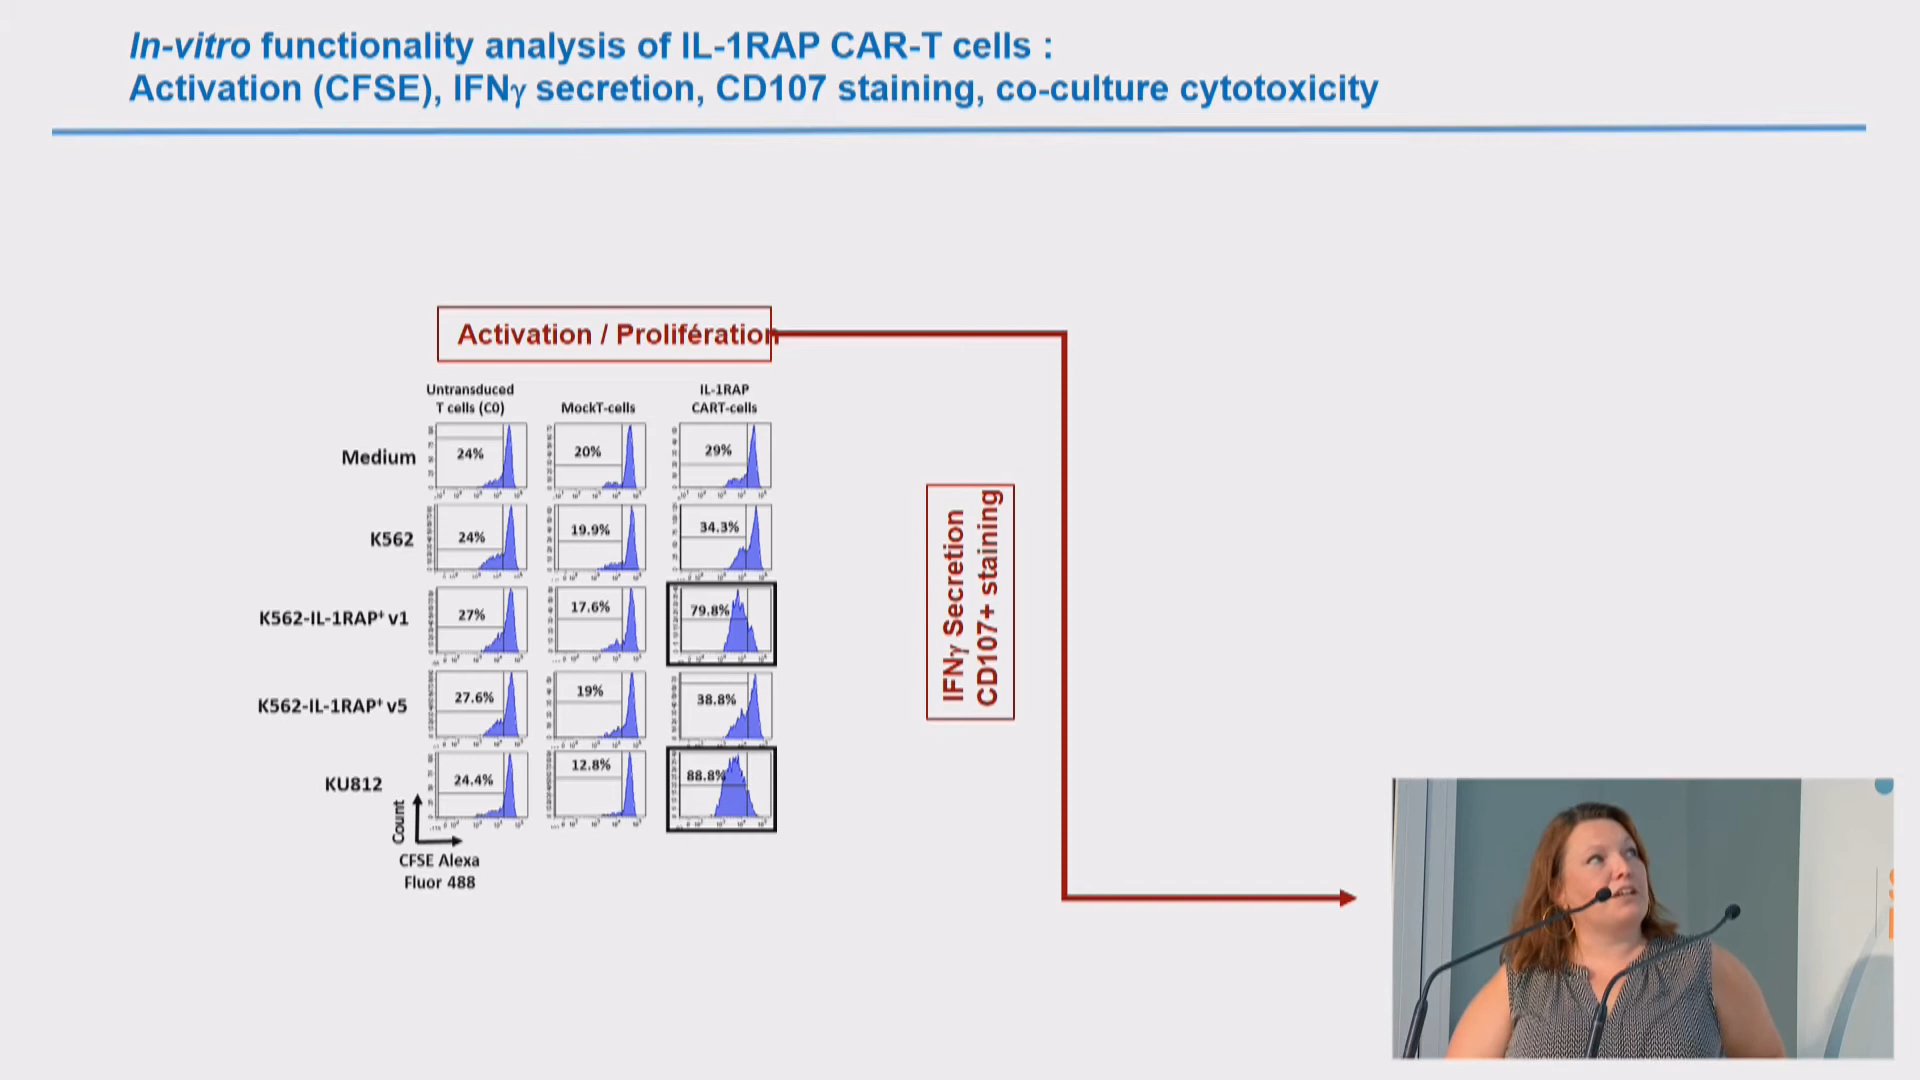 In-vitro functionality analysis of IL-1RAP CAR-T cells :
Activation (CFSE), IFNγ secretion, CD107 staining, co-culture cytotoxicity
Activation / Prolifération
Untransduced
T cells (C0)
MockT-cells
IL-1RAP
CART-cells
Medium
24%
20%
29%
K562
24%
19.9%
34.3%
K562-IL-1RAP⁺ v1
27%
17.6%
79.8%
K562-IL-1RAP⁺ v5
27.6%
19%
38.8%
KU812
24.4%
12.8%
88.8%
Count
CFSE Alexa
Fluor 488
IFNγ Secretion
CD107+ staining